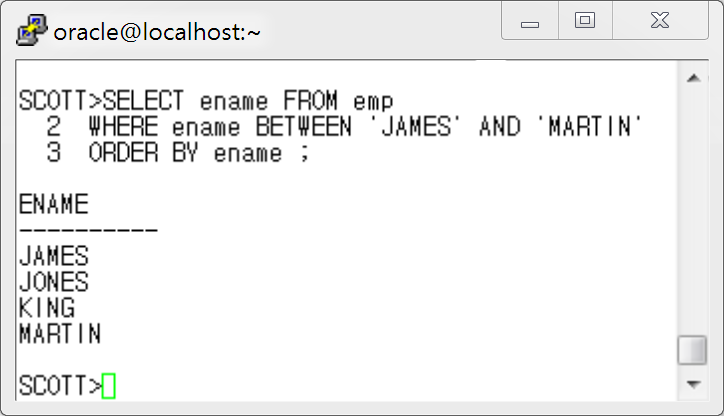 oracle@localhost:~
SCOTT>SELECT ename FROM emp
2 WHERE ename BETWEEN 'JAMES' AND 'MARTIN'
3 ORDER BY ename ;
ENAME
----------
JAMES
JONES
KING
MARTIN
SCOTT>